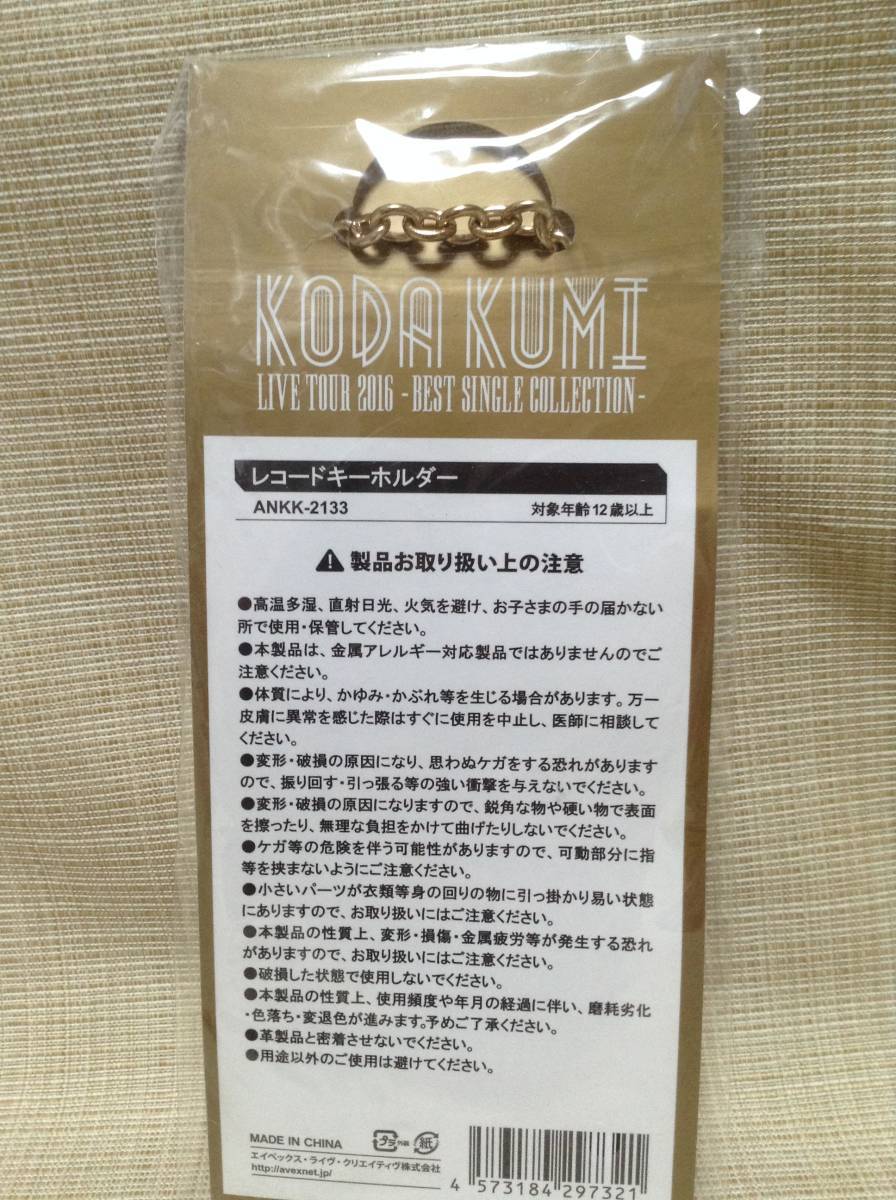 KODA KUMI
LIVE TOUR 2016 -BEST SINGLE COLLECTION-
レコードキーホルダー
ANKK-2133 対象年齢12歳以上
製品お取り扱い上の注意
●高温多湿、直射日光、火気を避け、お子さまの手の届かない
所で使用・保管してください。
●本製品は、金属アレルギー対応製品ではありませんのでご
注意ください。
●体質により、かゆみ・かぶれ等を生じる場合があります。万一
皮膚に異常を感じた際はすぐに使用を中止し、医師に相談して
ください。
●変形・破損の原因になり、思わぬケガをする恐れがあります
ので、振り回す・引っ張る等の強い衝撃を与えないでください。
●変形・破損の原因になりますので、鋭角な物や硬い物で表面
を擦ったり、無理な負担をかけて曲げたりしないでください。
●ケガ等の危険を伴う可能性がありますので、可動部分に指
等を挟まないようにご注意ください。
●小さいパーツが衣類等身の回りの物に引っ掛かり易い状態
にありますので、お取り扱いにはご注意ください。
●本製品の性質上、変形・損傷・金属疲労等が発生する恐れ
がありますので、お取り扱いにはご注意ください。
●破損した状態で使用しないでください。
●本製品の性質上、使用頻度や年月の経過に伴い、磨耗劣化
・色落ち・変退色が進みます。予めご了承ください。
●革製品と密着させないでください。
●用途以外のご使用は避けてください。
MADE IN CHINA プラ 外装 紙
エイベックス・ライヴ・クリエイティヴ株式会社
http://avexnet.jp/
4 573184 297321